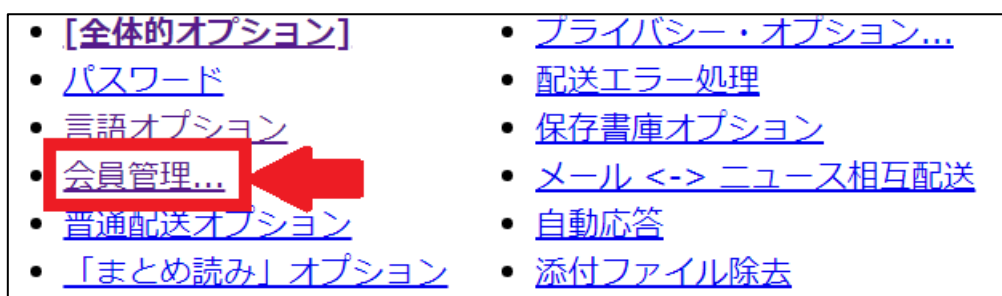 [全体的オプション]
パスワード
言語オプション
会員管理...
普通配送オプション
「まとめ読み」オプション
プライバシー・オプション...
配送エラー処理
保存書庫オプション
メール <-> ニュース相互配送
自動応答
添付ファイル除去